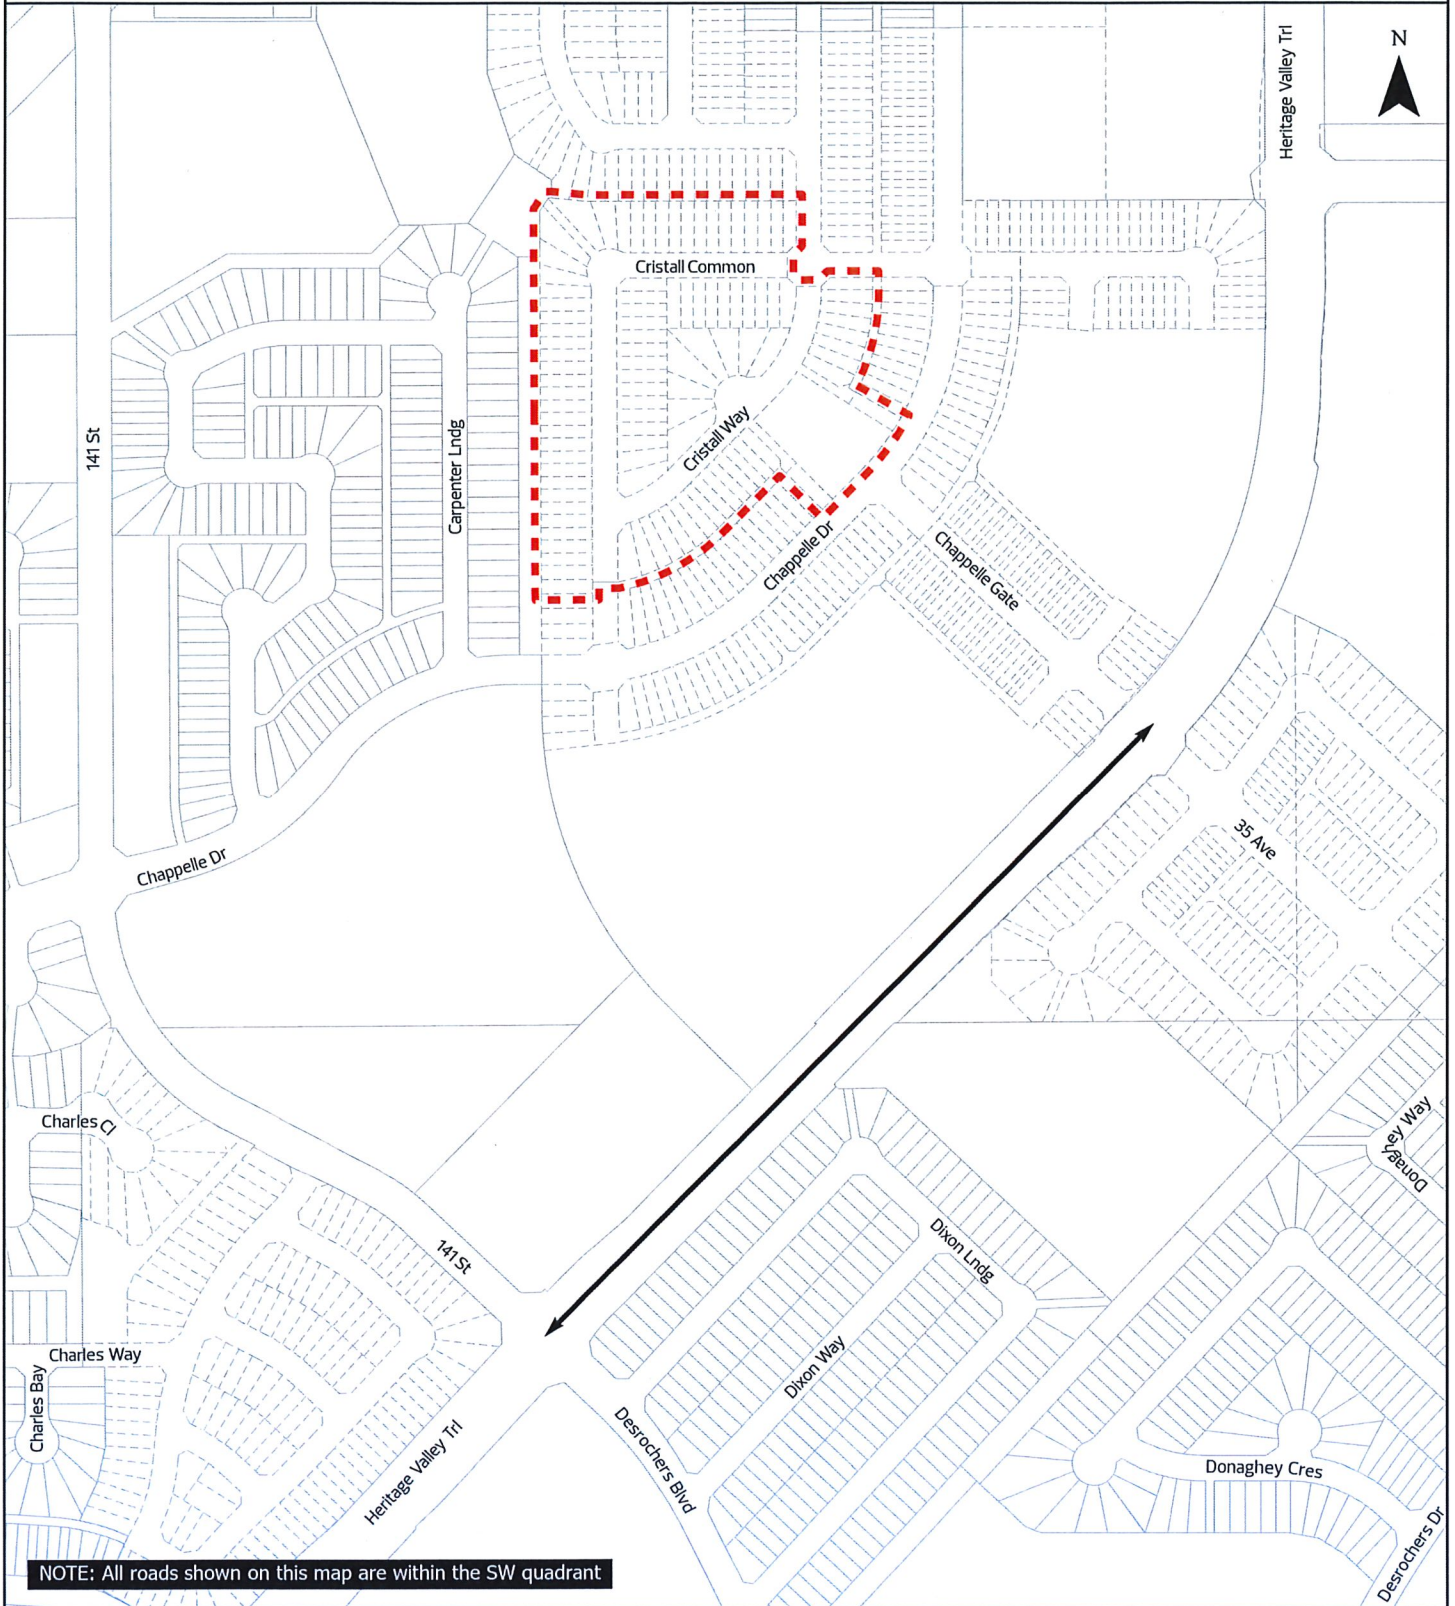 Heritage Valley Trl
N
Cristall Common
141 St
Carpenter Lndg
Cristall Way
Chappelle Dr
Chappelle Gate
35 Ave
Chappelle Dr
Charles Cl
Donaghey Way
141 St
Dixon Lndg
Charles Way
Dixon Way
Charles Bay
Heritage Valley Trl
Desrochers Blvd
Donaghey Cres
Desrochers Dr
NOTE: All roads shown on this map are within the SW quadrant